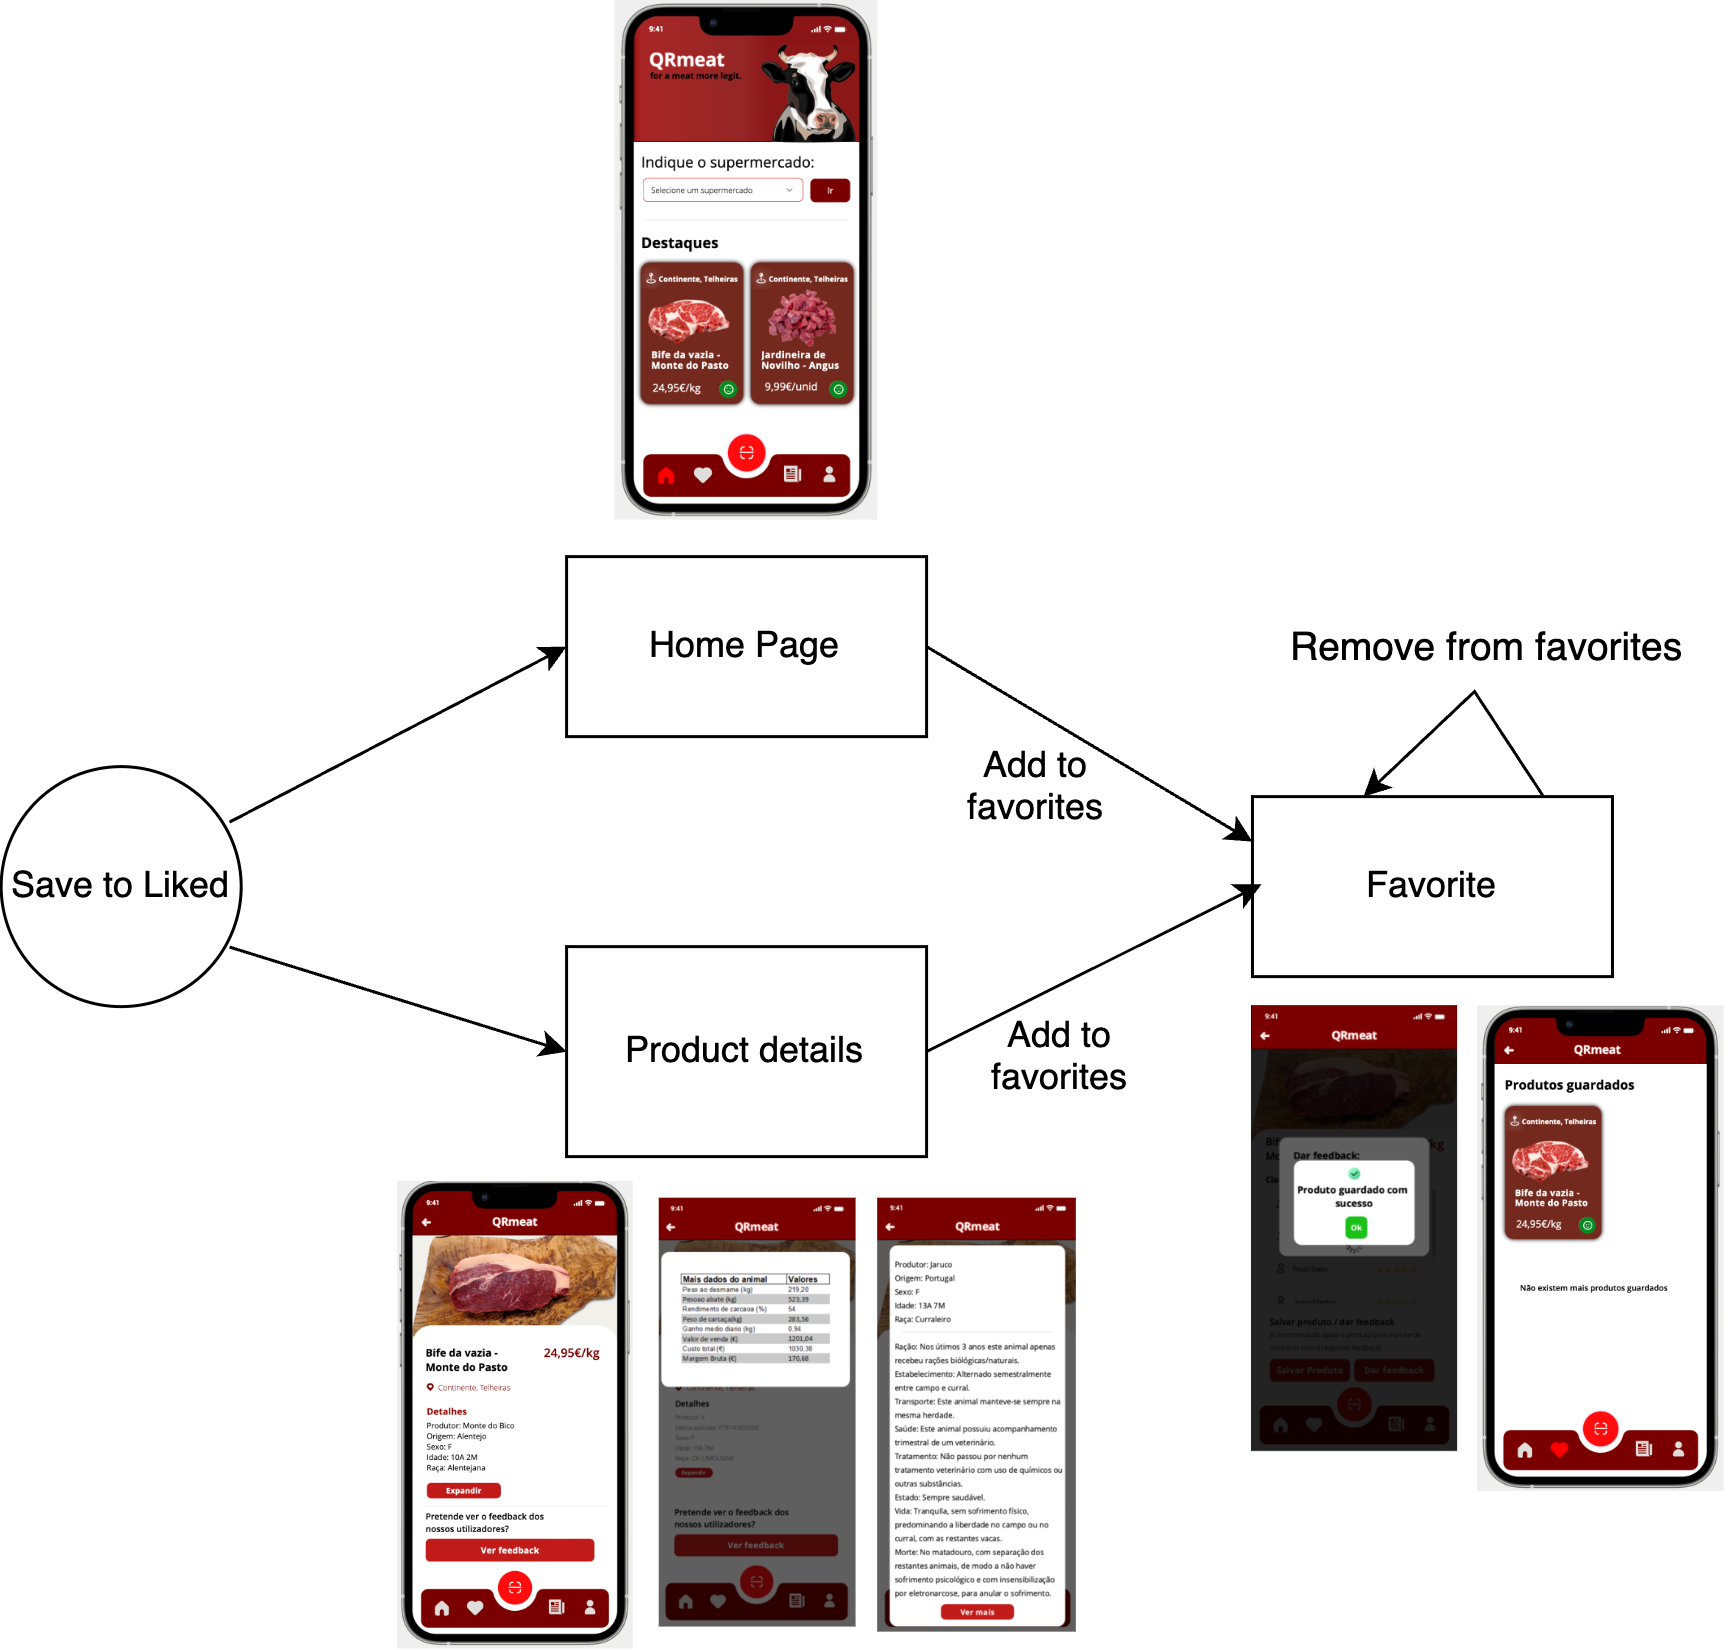 9:41
QRmeat
for a meat more legit.
Indique o supermercado:
Selecione um supermercado
Ir
Destaques
Continente, Telheiras
Bife da vazia -
Monte do Pasto
24,95€/kg
Continente, Telheiras
Jardineira de
Novilho - Angus
9,99€/unid
Home Page
Remove from favorites
Add to
favorites
Save to Liked
Favorite
Product details
Add to
favorites
9:41
QRmeat
Bife da vazia -
Monte do Pasto
24,95€/kg
Continente, Telheiras
Detalhes
Produtor: Monte do Bico
Origem: Alentejo
Sexo: F
Idade: 10A 2M
Raça: Alentejana
Expandir
Pretende ver o feedback dos
nossos utilizadores?
Ver feedback
9:41
QRmeat
Mais dados do animal Valores
Peso ao desmame (kg) 219,20
Pesoao abate (kg) 523,39
Rendimento de carcaoa (%) 54
Peso de carcaça(kg) 283,56
Ganho medio diario (kg) 0,94
Valor de venda (€) 1201,04
Custo total (€) 1030,38
Margem Bruta (€) 170,68
Continente, Telheiras
Detalhes
Expandir
Pretende ver o feedback dos
nossos utilizadores?
Ver feedback
9:41
QRmeat
Produtor: Jaruco
Origem: Portugal
Sexo: F
Idade: 13A 7M
Raça: Curraleiro
Ração: Nos útimos 3 anos este animal apenas
recebeu rações biólógicas/naturais.
Estabelecimento: Alternado semestralmente
entre campo e curral.
Transporte: Este animal manteve-se sempre na
mesma herdade.
Saúde: Este animal possuiu acompanhamento
trimestral de um veterinário.
Tratamento: Não passou por nenhum
tratamento veterinário com uso de químicos ou
outras substâncias.
Estado: Sempre saudável.
Vida: Tranqulla, sem sofrimento físico,
predominando a liberdade no campo ou no
curral, com as restantes vacas.
Morte: No matadouro, com separação dos
restantes animais, de modo a não haver
sofrimento psicológico e com insensibilização
por eletronarcose, para anular o sofrimento.
Ver mais
9:41
QRmeat
Dar feedback:
Produto guardado com
sucesso
Ok
Salvar produto / dar feedback
Salvar Produto
Dar feedback
9:41
QRmeat
Produtos guardados
Continente, Telheiras
Bife da vazia -
Monte do Pasto
24,95€/kg
Não existem mais produtos guardados